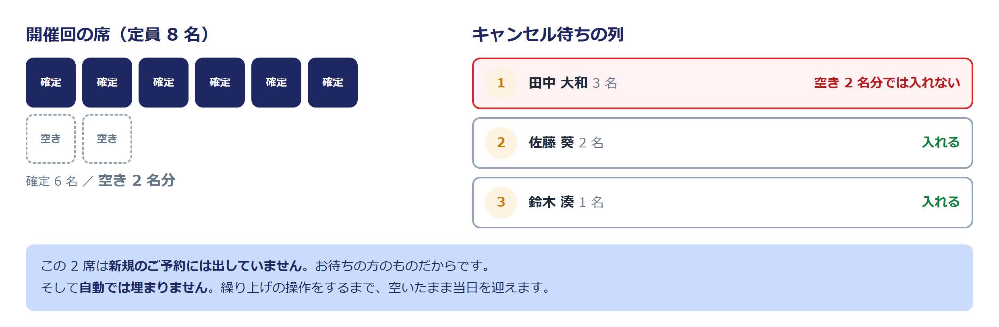 開催回の席（定員 8 名）
確定 確定 確定 確定 確定 確定
空き 空き
確定 6 名 ／ 空き 2 名分
キャンセル待ちの列
1 田中 大和 3 名 空き 2 名分では入れない
2 佐藤 葵 2 名 入れる
3 鈴木 湊 1 名 入れる
この 2 席は新規のご予約には出していません。お待ちの方のものだからです。
そして自動では埋まりません。繰り上げの操作をするまで、空いたまま当日を迎えます。